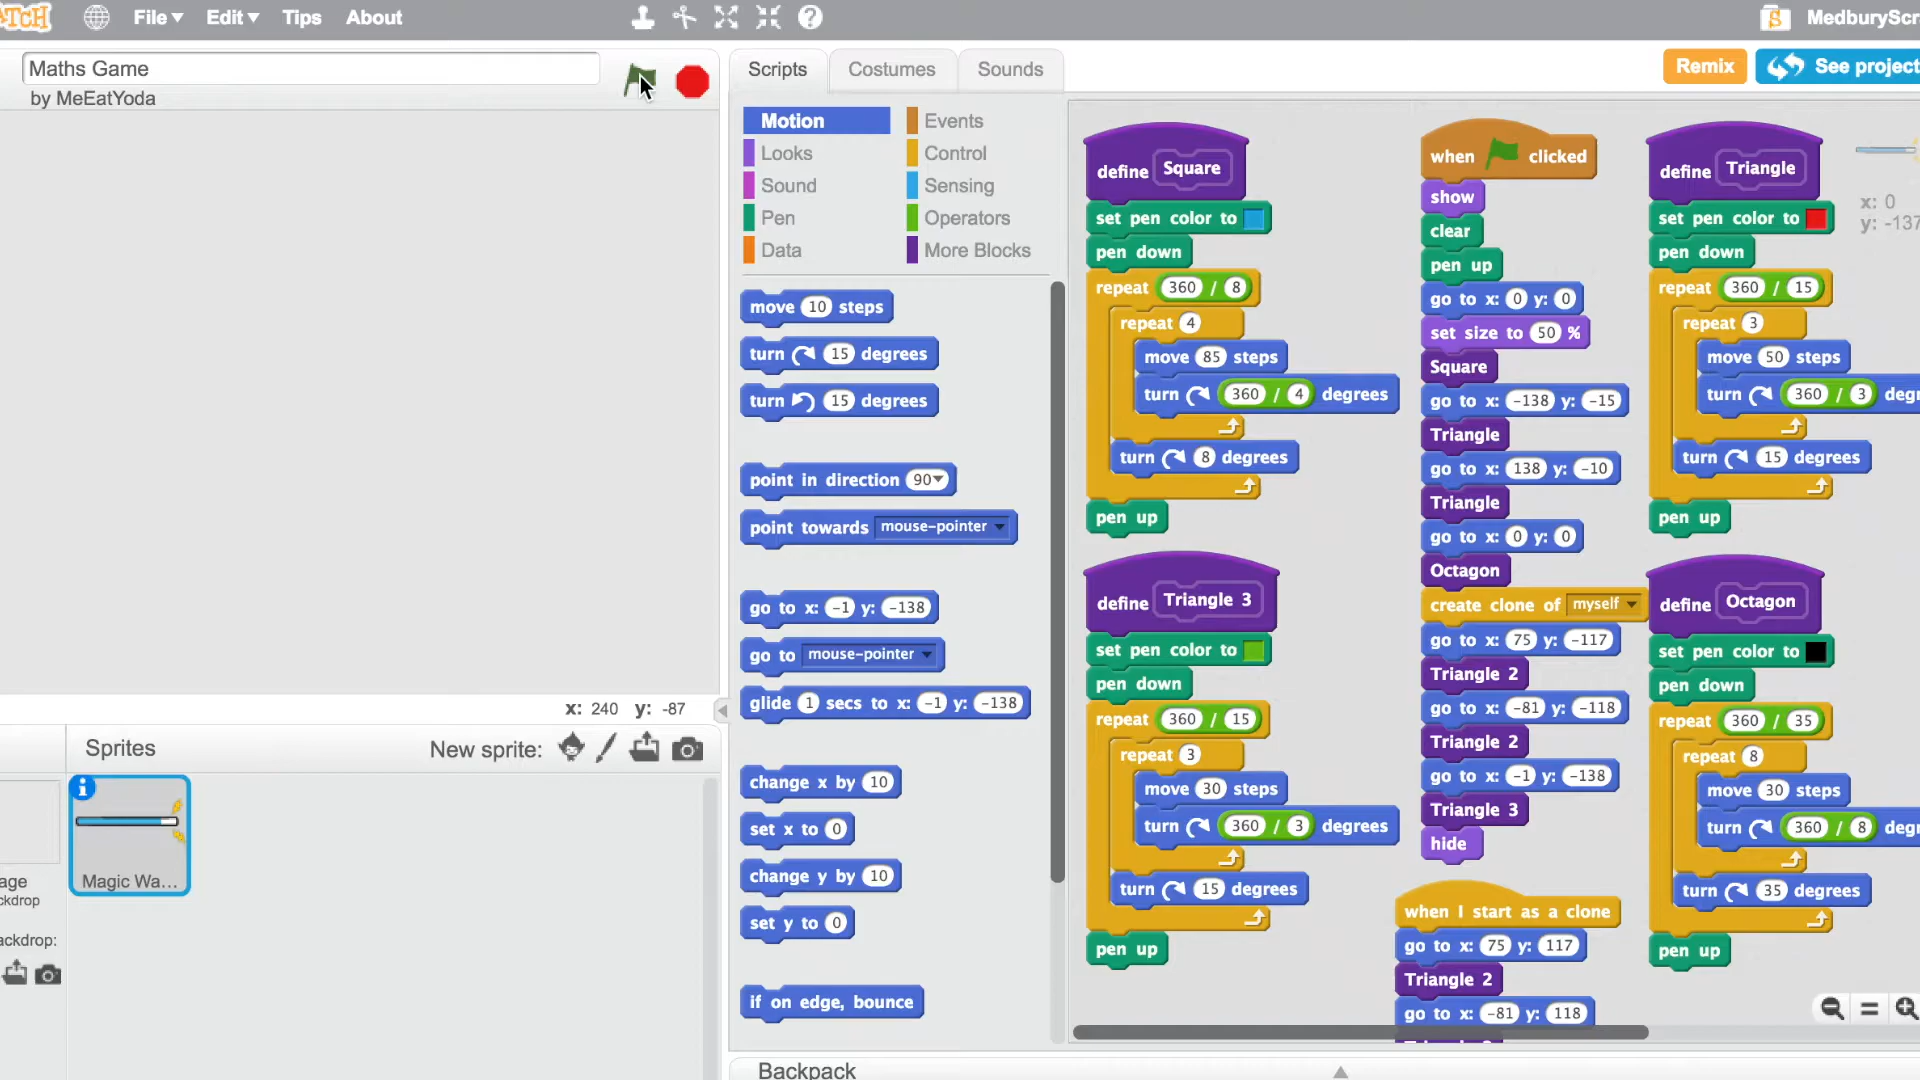 File Edit Tips About
MedburyScr
Maths Game
by MeEatYoda
Scripts Costumes Sounds
Remix See project
Motion Events
Looks Control
Sound Sensing
Pen Operators
Data More Blocks
move 10 steps
turn 15 degrees
turn 15 degrees
point in direction 90
point towards mouse-pointer
go to x: -1 y: -138
go to mouse-pointer
glide 1 secs to x: -1 y: -138
change x by 10
set x to 0
change y by 10
set y to 0
if on edge, bounce
define Square
set pen color to
pen down
repeat 360 / 8
repeat 4
move 85 steps
turn 360 / 4 degrees
turn 8 degrees
pen up
define Triangle 3
set pen color to
pen down
repeat 360 / 15
repeat 3
move 30 steps
turn 360 / 3 degrees
turn 15 degrees
pen up
when clicked
show
clear
pen up
go to x: 0 y: 0
set size to 50 %
Square
go to x: -138 y: -15
Triangle
go to x: 138 y: -10
Triangle
go to x: 0 y: 0
Octagon
create clone of myself
go to x: 75 y: -117
Triangle 2
go to x: -81 y: -118
Triangle 2
go to x: -1 y: -138
Triangle 3
hide
when I start as a clone
go to x: 75 y: 117
Triangle 2
go to x: -81 y: 118
define Triangle
set pen color to
pen down
repeat 360 / 15
repeat 3
move 50 steps
turn 360 / 3 degr
turn 15 degrees
pen up
define Octagon
set pen color to
pen down
repeat 360 / 35
repeat 8
move 30 steps
turn 360 / 8 degr
turn 35 degrees
pen up
x: 0
y: -137
x: 240 y: -87
Sprites New sprite:
Magic Wa...
age
ckdrop
ackdrop:
Backpack